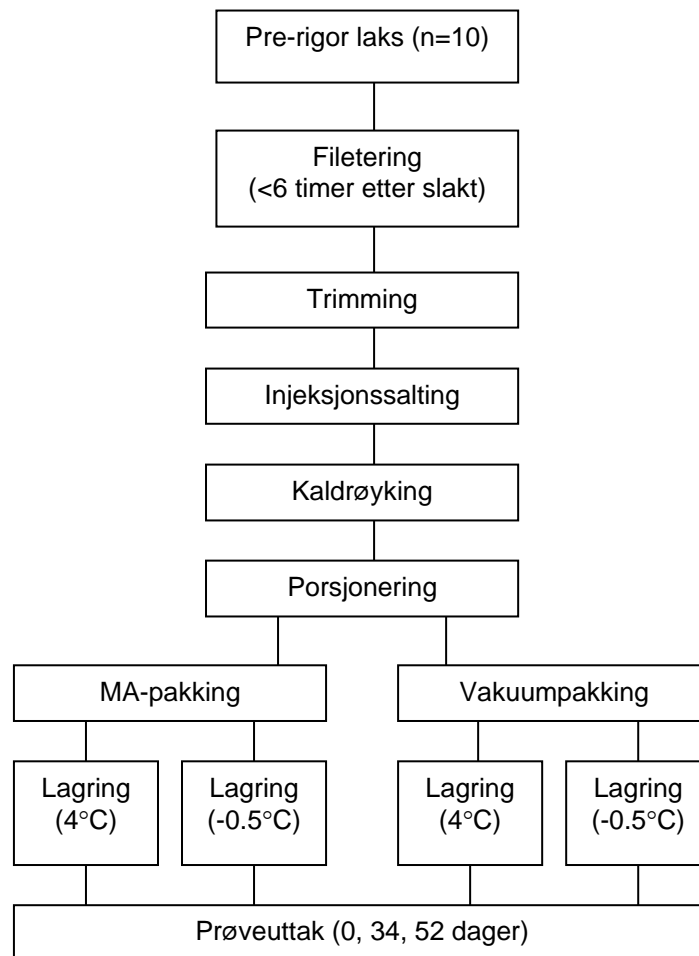 Pre-rigor laks (n=10)
Filetering
(<6 timer etter slakt)
Trimming
Injeksjonssalting
Kaldrøyking
Porsjonering
MA-pakking
Vakuumpakking
Lagring
(4°C)
Lagring
(-0.5°C)
Lagring
(4°C)
Lagring
(-0.5°C)
Prøveuttak (0, 34, 52 dager)